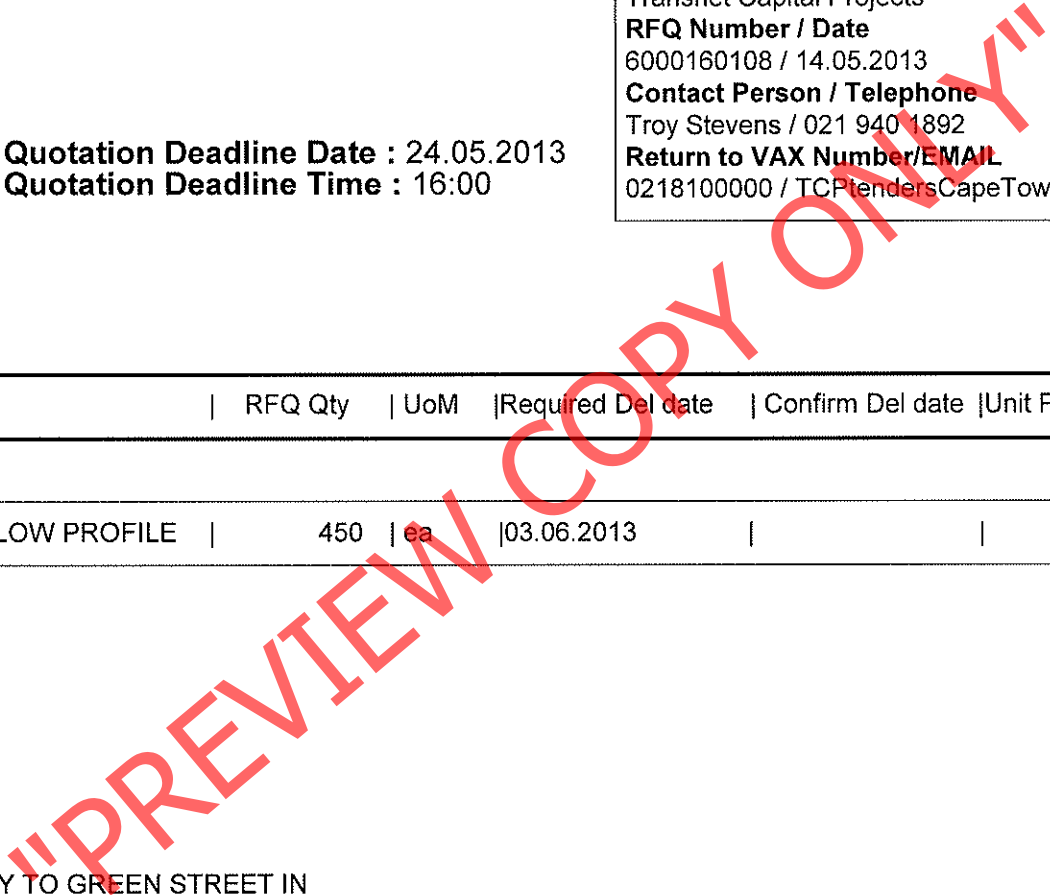 Transnet Capital Projects
RFQ Number / Date
6000160108 / 14.05.2013
Contact Person / Telephone
Troy Stevens / 021 940 1892
Quotation Deadline Date : 24.05.2013
Return to VAX Number/EMAIL
Quotation Deadline Time : 16:00
0218100000 / TCPtendersCapeTow
| RFQ Qty | UoM |Required Del date | Confirm Del date |Unit P
LOW PROFILE | 450 | ea |03.06.2013 | |
Y TO GREEN STREET IN
"PREVIEW COPY ONLY"